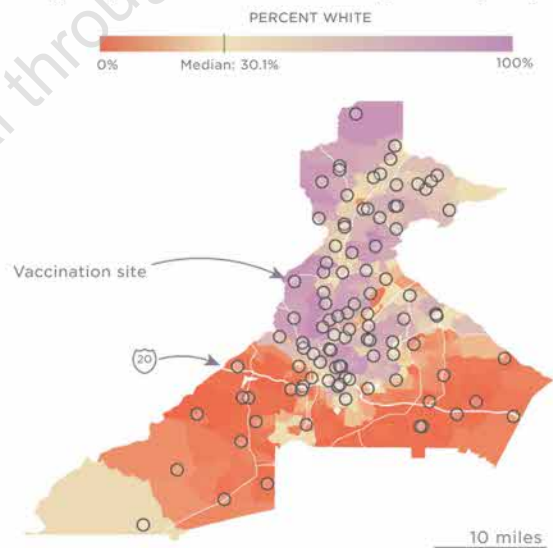 PERCENT WHITE
0%
Median: 30.1%
100%
Vaccination site
20
10 miles